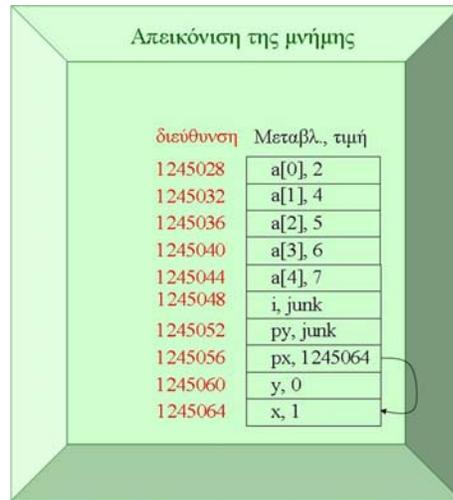 Απεικόνιση της μνήμης
διεύθυνση Μεταβλ., τιμή
1245028 a[0], 2
1245032 a[1], 4
1245036 a[2], 5
1245040 a[3], 6
1245044 a[4], 7
1245048 i, junk
1245052 py, junk
1245056 px, 1245064
1245060 y, 0
1245064 x, 1